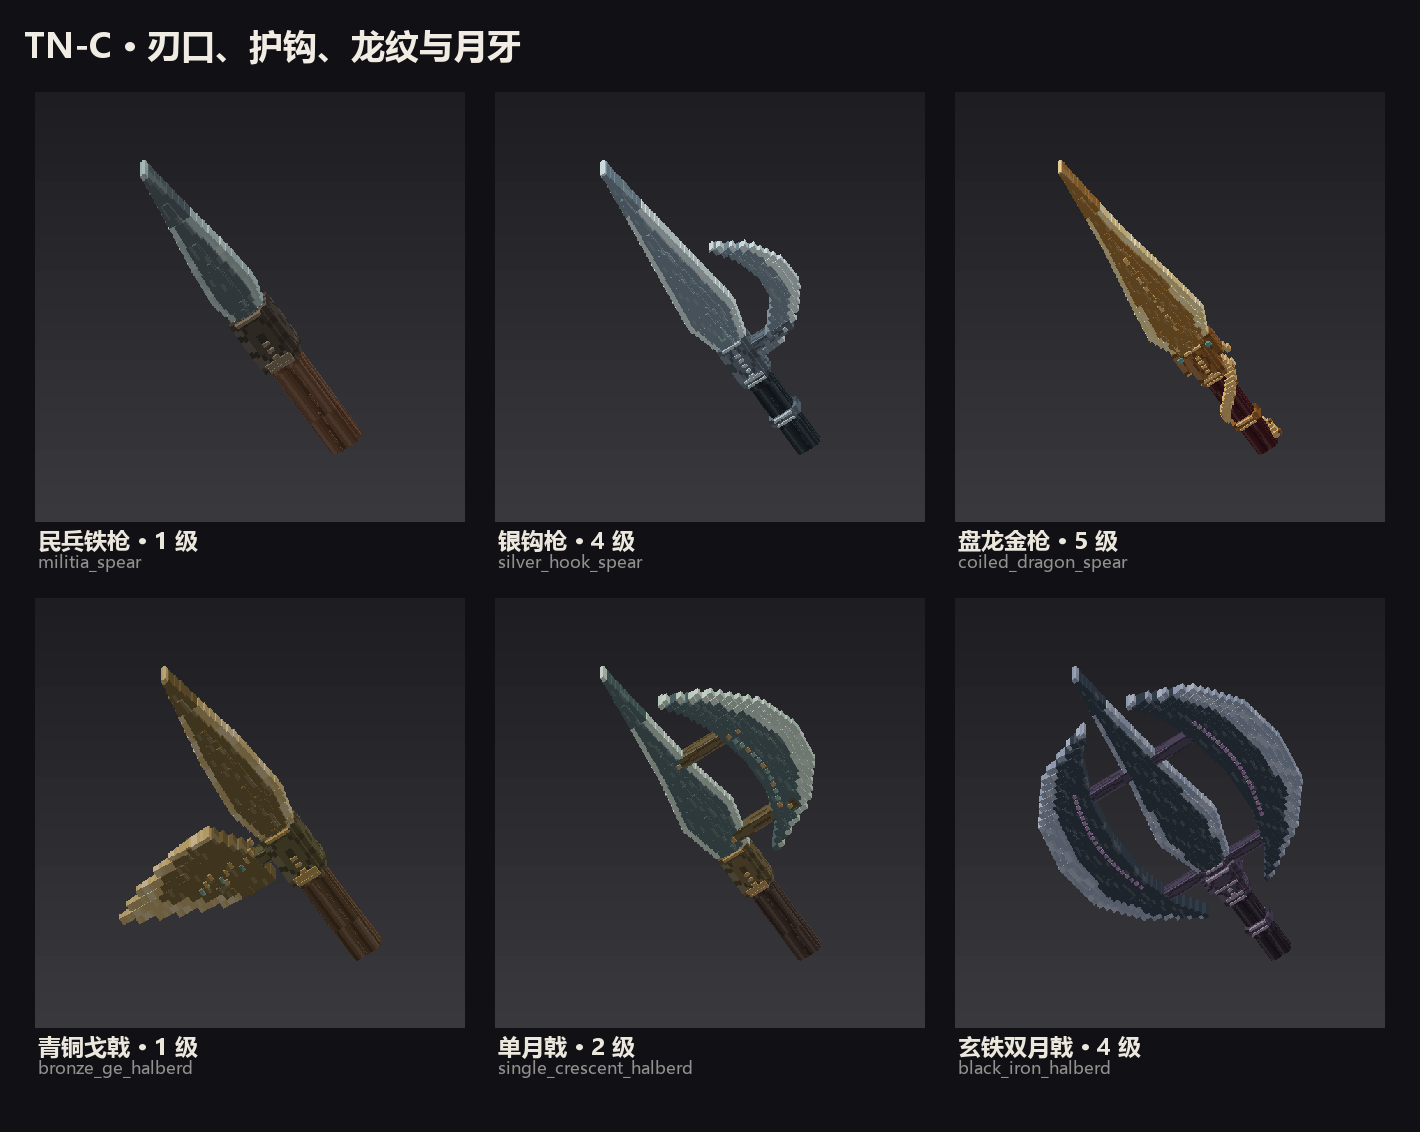 TN-C • 刃口、护钩、龙纹与月牙
民兵铁枪 • 1 级
militia_spear
银钩枪 • 4 级
silver_hook_spear
盘龙金枪 • 5 级
coiled_dragon_spear
青铜戈戟 • 1 级
bronze_ge_halberd
单月戟 • 2 级
single_crescent_halberd
玄铁双月戟 • 4 级
black_iron_halberd